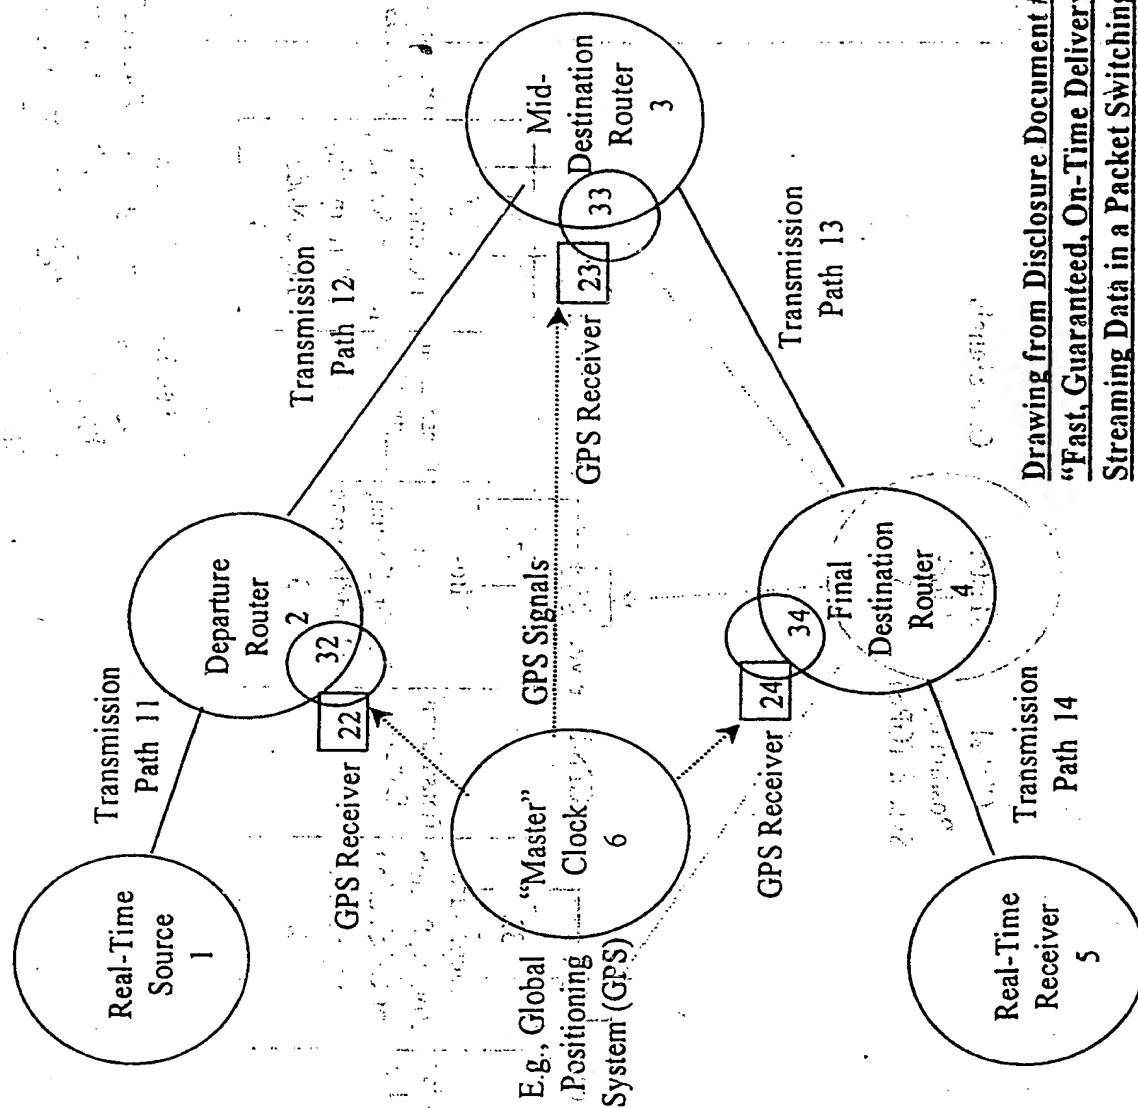 Real-Time
Source
1
Transmission
Path 11
Departure
Router
2
32
22
GPS Receiver
Transmission
Path 12
Mid-
Destination
Router
3
33
23
GPS Receiver
GPS Signals
"Master"
Clock
6
E.g., Global
Positioning
System (GPS)
Transmission
Path 13
34
24
GPS Receiver
Final
Destination
Router
4
Transmission
Path 14
Real-Time
Receiver
5
Drawing from Disclosure Document
"Fast, Guaranteed, On-Time Delivery
Streaming Data in a Packet Switching